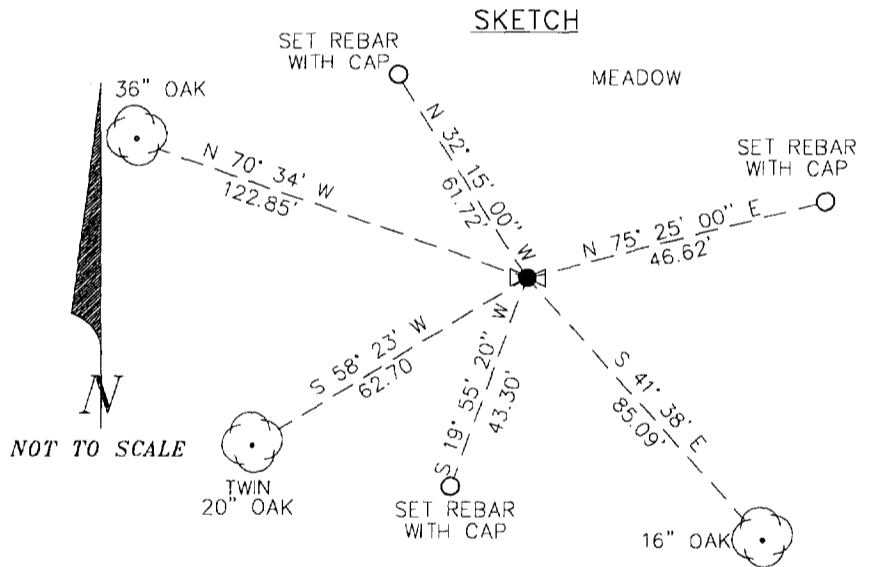 SKETCH
SET REBAR
WITH CAP
MEADOW
36" OAK
N 70° 34' W
122.85'
N 32° 15' 00" W
61.72'
SET REBAR
WITH CAP
N 75° 25' 00" E
46.62'
S 58° 23' W
62.70
S 19° 55' 20" W
43.30'
S 41° 38' E
85.09'
N
NOT TO SCALE
TWIN
20" OAK
SET REBAR
WITH CAP
16" OAK